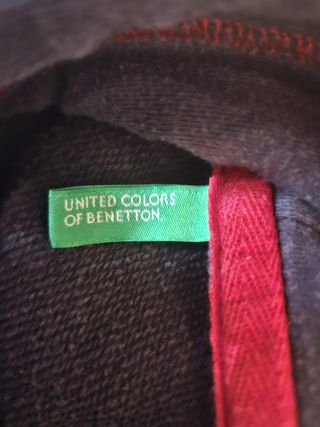 UNITED COLORS
OF BENETTON.